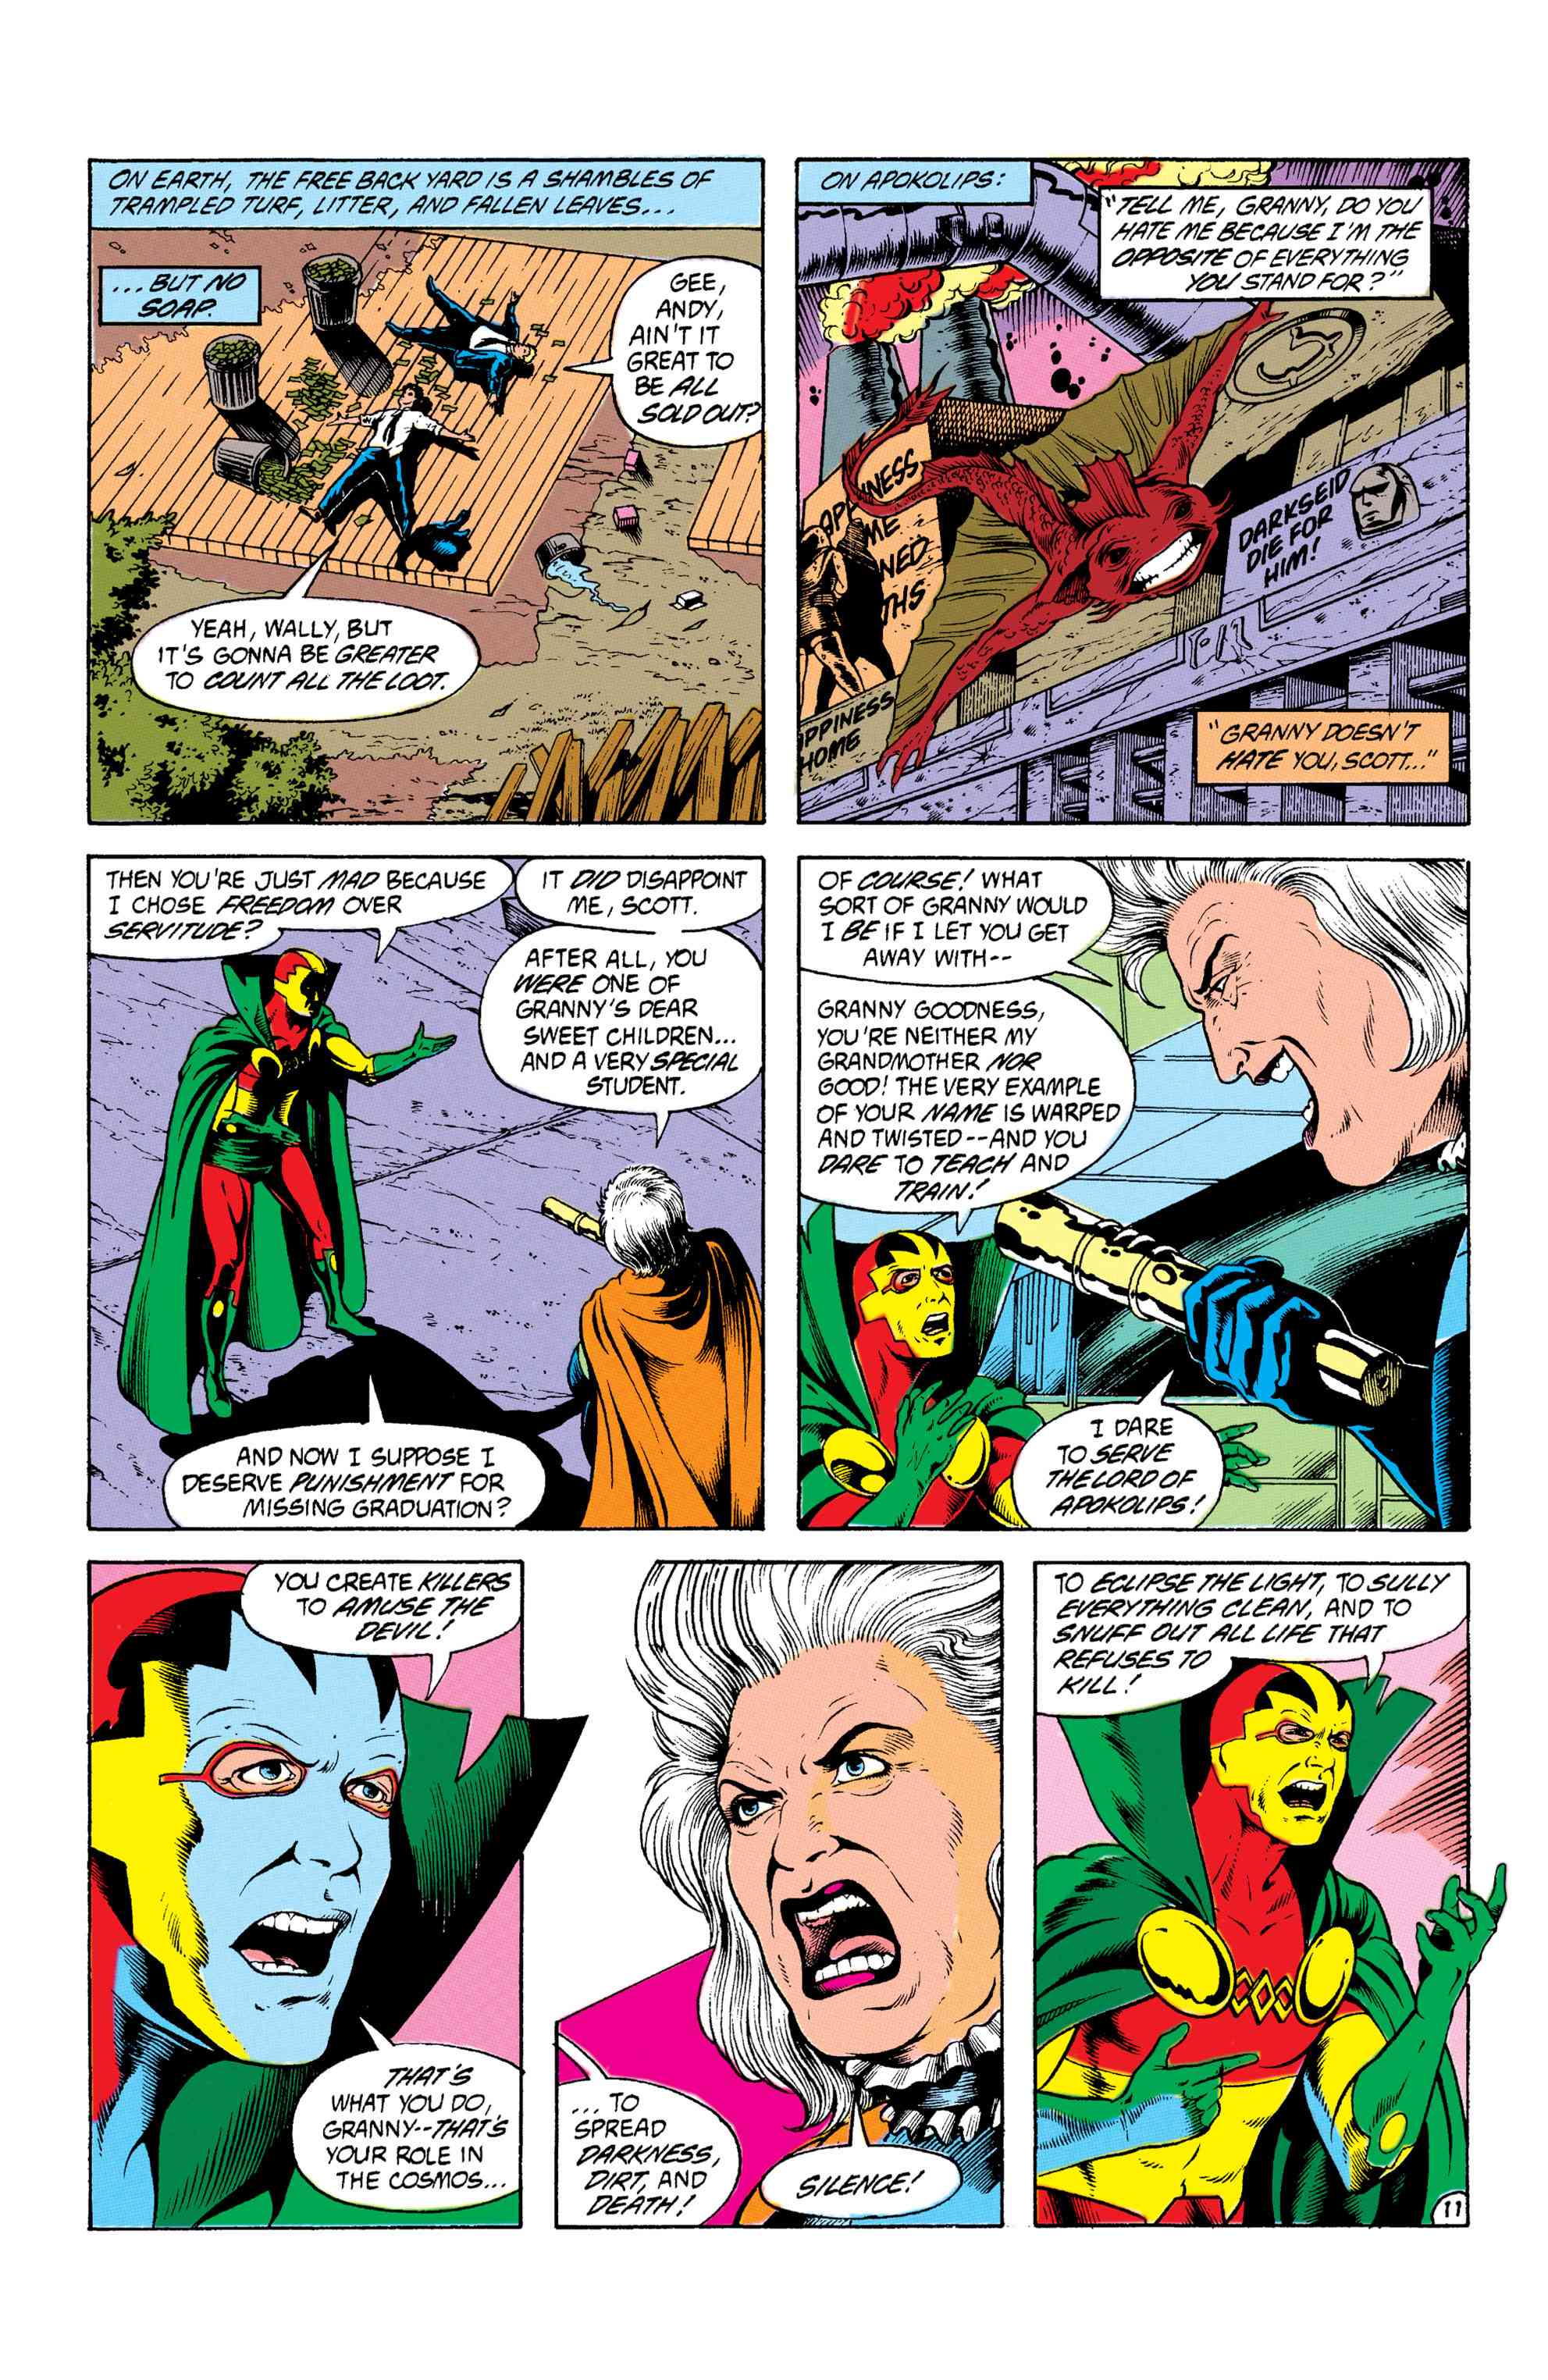 ON EARTH, THE FREE BACK YARD IS A SHAMBLES OF
TRAMPLED TURF, LITTER, AND FALLEN LEAVES...
...BUT NO
SOAP.
GEE,
ANDY,
AIN'T IT
GREAT TO
BE ALL
SOLD OUT?
YEAH, WALLY, BUT
IT'S GONNA BE GREATER
TO COUNT ALL THE LOOT.
ON APOKOLIPS:
"TELL ME, GRANNY, DO YOU
HATE ME BECAUSE I'M THE
OPPOSITE OF EVERYTHING
YOU STAND FOR?"
DARKSEID
DIE FOR
HIM!
PPINESS
HOME
"GRANNY DOESN'T
HATE YOU, SCOTT..."
THEN YOU'RE JUST MAD BECAUSE
I CHOSE FREEDOM OVER
SERVITUDE?
IT DID DISAPPOINT
ME, SCOTT.
AFTER ALL, YOU
WERE ONE OF
GRANNY'S DEAR
SWEET CHILDREN...
AND A VERY SPECIAL
STUDENT.
AND NOW I SUPPOSE I
DESERVE PUNISHMENT FOR
MISSING GRADUATION?
OF COURSE! WHAT
SORT OF GRANNY WOULD
I BE IF I LET YOU GET
AWAY WITH--
GRANNY GOODNESS,
YOU'RE NEITHER MY
GRANDMOTHER NOR
GOOD! THE VERY EXAMPLE
OF YOUR NAME IS WARPED
AND TWISTED--AND YOU
DARE TO TEACH AND
TRAIN!
I DARE
TO SERVE
THE LORD OF
APOKOLIPS!
YOU CREATE KILLERS
TO AMUSE THE
DEVIL!
THAT'S
WHAT YOU DO,
GRANNY--THAT'S
YOUR ROLE IN
THE COSMOS...
...TO
SPREAD
DARKNESS,
DIRT, AND
DEATH!
SILENCE!
TO ECLIPSE THE LIGHT, TO SULLY
EVERYTHING CLEAN, AND TO
SNUFF OUT ALL LIFE THAT
REFUSES TO
KILL!
11